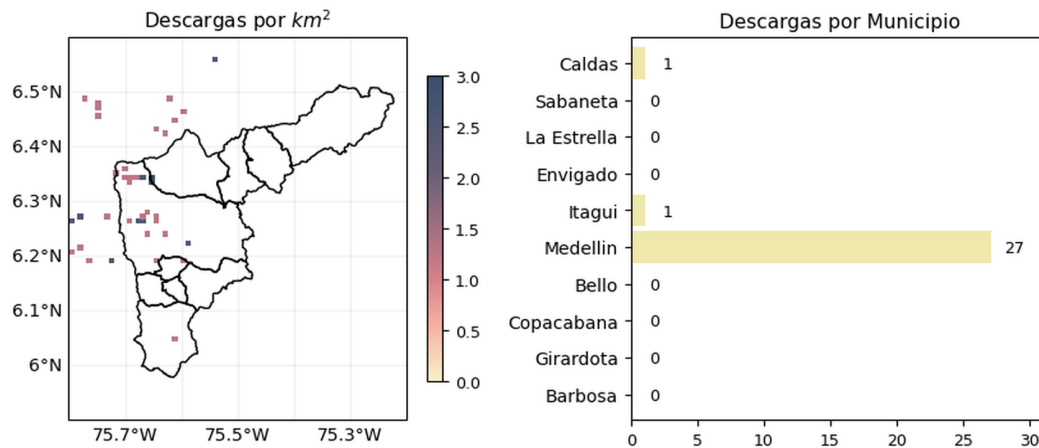 Descargas por km²
6.5°N
6.4°N
6.3°N
6.2°N
6.1°N
6°N
75.7°W 75.5°W 75.3°W
3.0
2.5
2.0
1.5
1.0
0.5
0.0
Descargas por Municipio
Caldas 1
Sabaneta 0
La Estrella 0
Envigado 0
Itagui 1
Medellin 27
Bello 0
Copacabana 0
Girardota 0
Barbosa 0
0 5 10 15 20 25 30